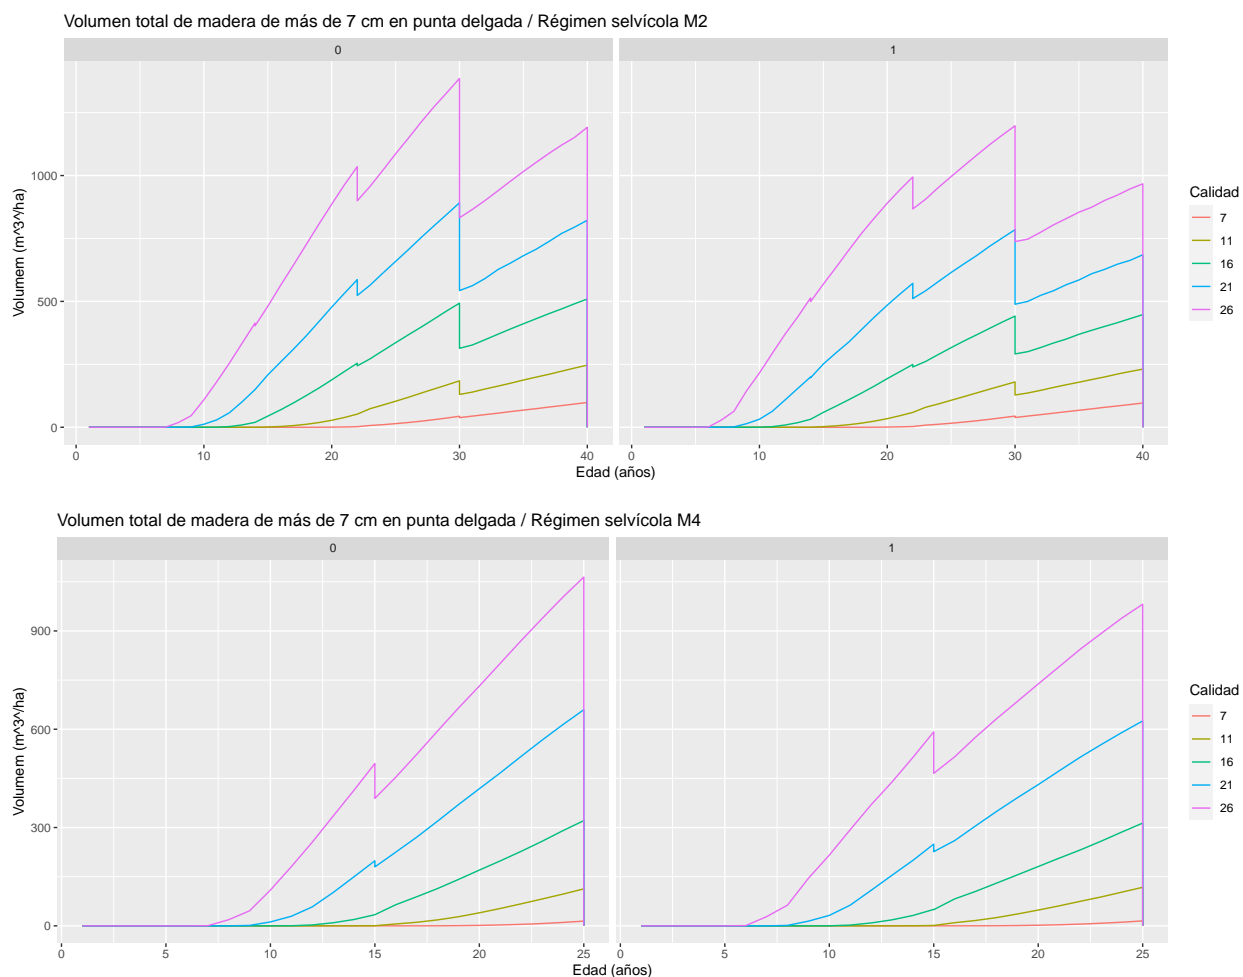 Volumen total de madera de más de 7 cm en punta delgada / Régimen selvícola M2
0 1
1000
500
0
Volumem (m^3^/ha)
0 10 20 30 40 0 10 20 30 40
Edad (años)
Calidad
7
11
16
21
26
Volumen total de madera de más de 7 cm en punta delgada / Régimen selvícola M4
0 1
900
600
300
0
Volumem (m^3^/ha)
0 5 10 15 20 25 0 5 10 15 20 25
Edad (años)
Calidad
7
11
16
21
26